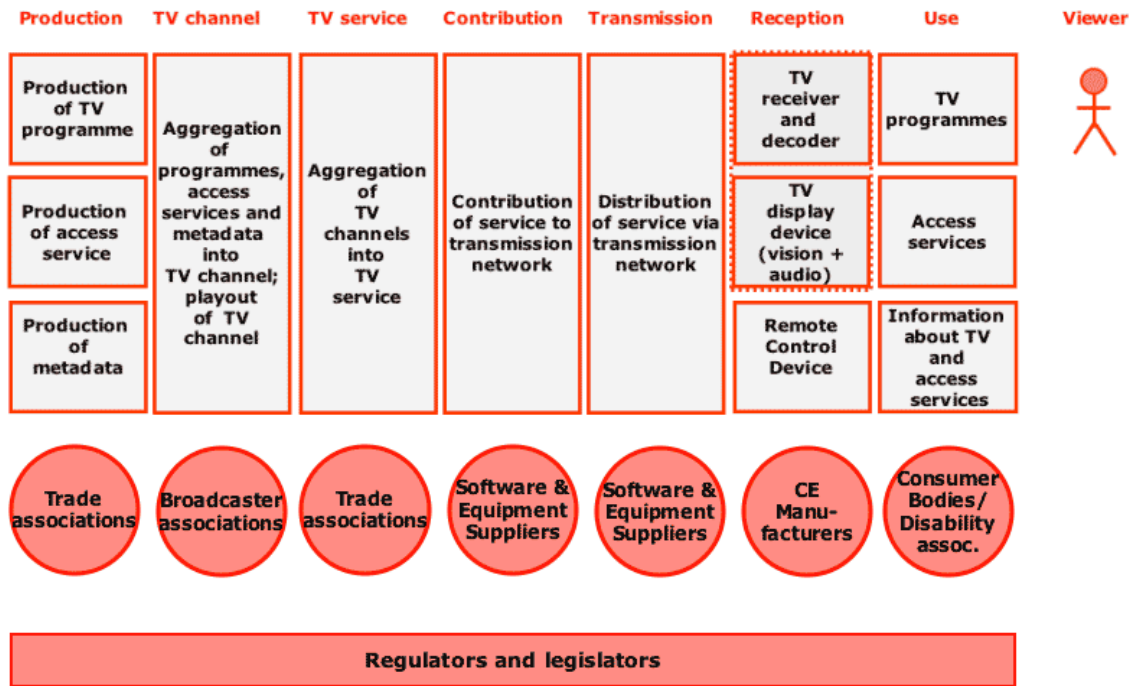 Production TV channel TV service Contribution Transmission Reception Use Viewer
Production
of TV
programme
Production
of access
service
Production
of
metadata
Aggregation
of
programmes,
access
services and
metadata
into
TV channel;
playout
of TV
channel
Aggregation
of
TV
channels
into
TV
service
Contribution
of service to
transmission
network
Distribution
of service via
transmission
network
TV
receiver
and
decoder
TV
display
device
(vision +
audio)
Remote
Control
Device
TV
programmes
Access
services
Information
about TV
and
access
services
Trade
associations
Broadcaster
associations
Trade
associations
Software &
Equipment
Suppliers
Software &
Equipment
Suppliers
CE
Manu-
facturers
Consumer
Bodies/
Disability
assoc.
Regulators and legislators